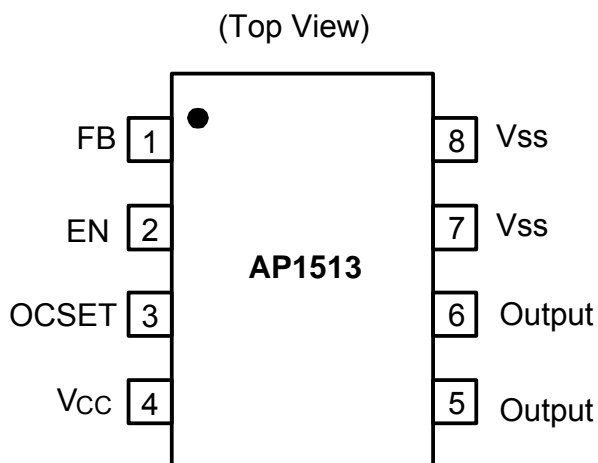 (Top View)
FB 1 8 Vss
EN 2 7 Vss
AP1513
OCSET 3 6 Output
VCC 4 5 Output